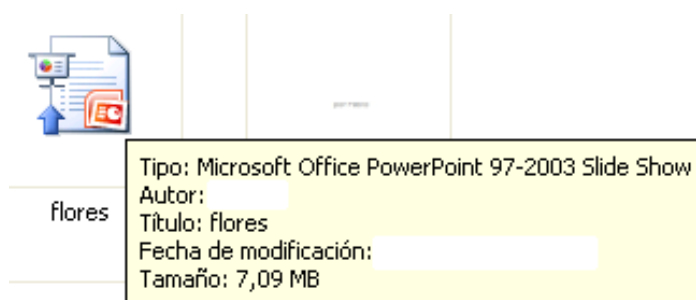 Tipo: Microsoft Office PowerPoint 97-2003 Slide Show
Autor:
flores
Título: flores
Fecha de modificación:
Tamaño: 7,09 MB